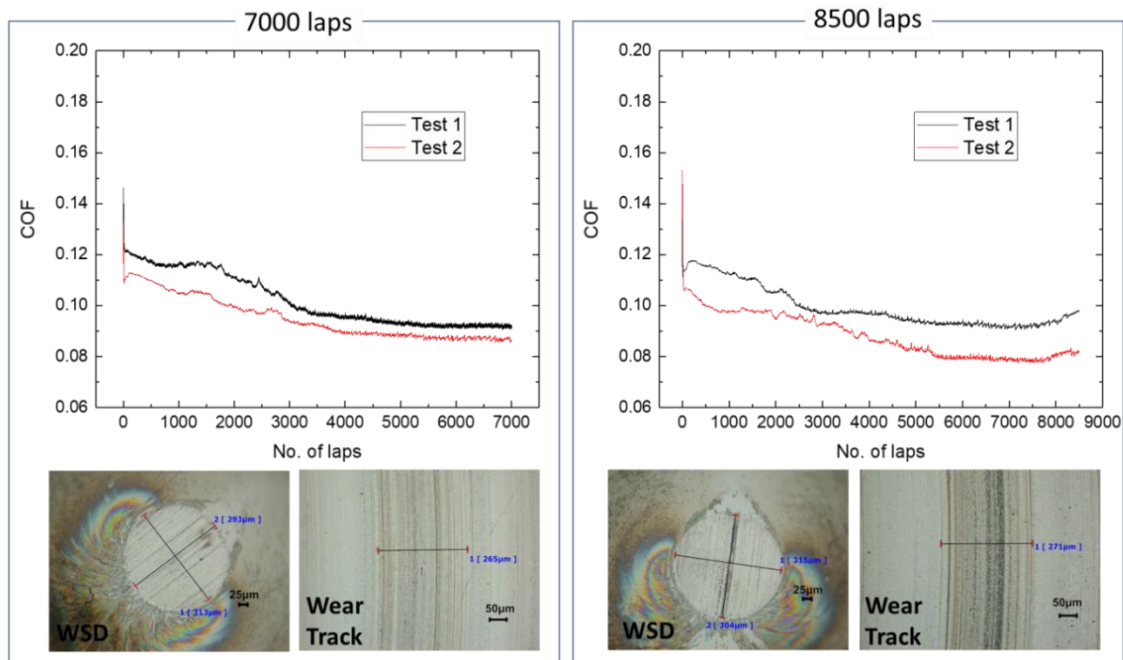 7000 laps
0.20
0.18
0.16
0.14
0.12
0.10
0.08
0.06
COF
Test 1
Test 2
0 1000 2000 3000 4000 5000 6000 7000
No. of laps
2 [ 293µm ]
1 [ 313µm ]
25µm
WSD
1 [ 265µm ]
50µm
Wear
Track
8500 laps
0.20
0.18
0.16
0.14
0.12
0.10
0.08
0.06
COF
Test 1
Test 2
0 1000 2000 3000 4000 5000 6000 7000 8000 9000
No. of laps
1 [ 315µm ]
25µm
2 [ 304µm ]
WSD
1 [ 271µm ]
50µm
Wear
Track